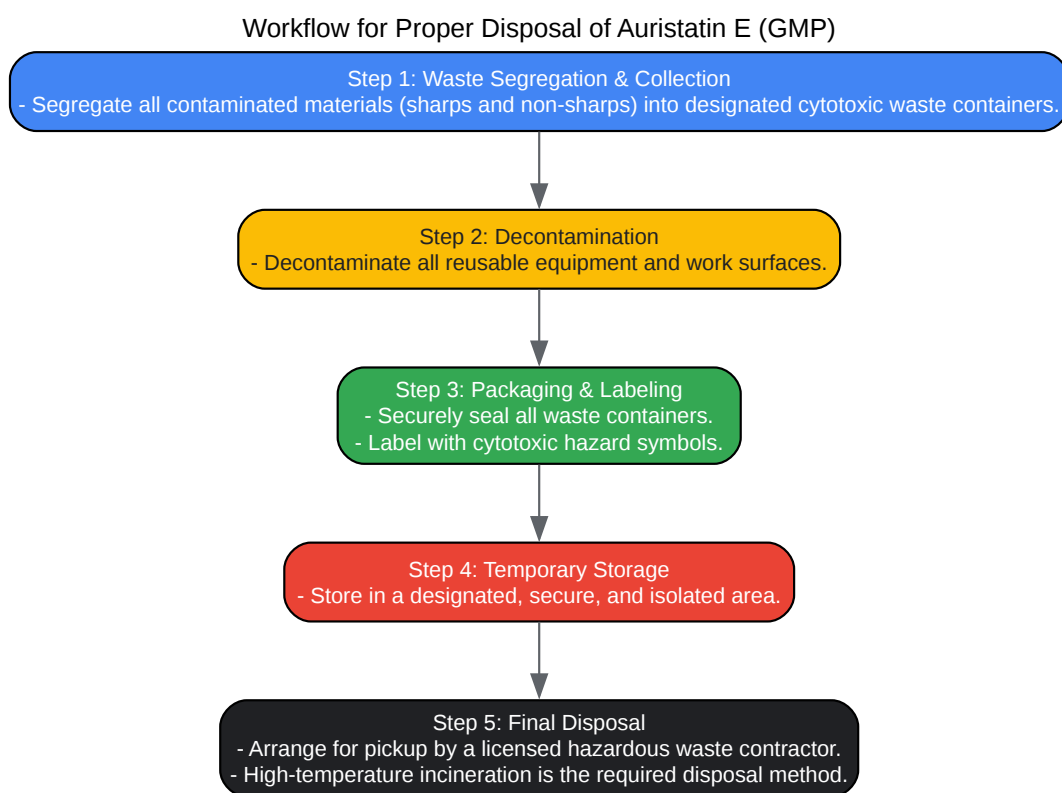 Workflow for Proper Disposal of Auristatin E (GMP)
Step 1: Waste Segregation & Collection
- Segregate all contaminated materials (sharps and non-sharps) into designated cytotoxic waste containers.
Step 2: Decontamination
- Decontaminate all reusable equipment and work surfaces.
Step 3: Packaging & Labeling
- Securely seal all waste containers.
- Label with cytotoxic hazard symbols.
Step 4: Temporary Storage
- Store in a designated, secure, and isolated area.
Step 5: Final Disposal
- Arrange for pickup by a licensed hazardous waste contractor.
- High-temperature incineration is the required disposal method.